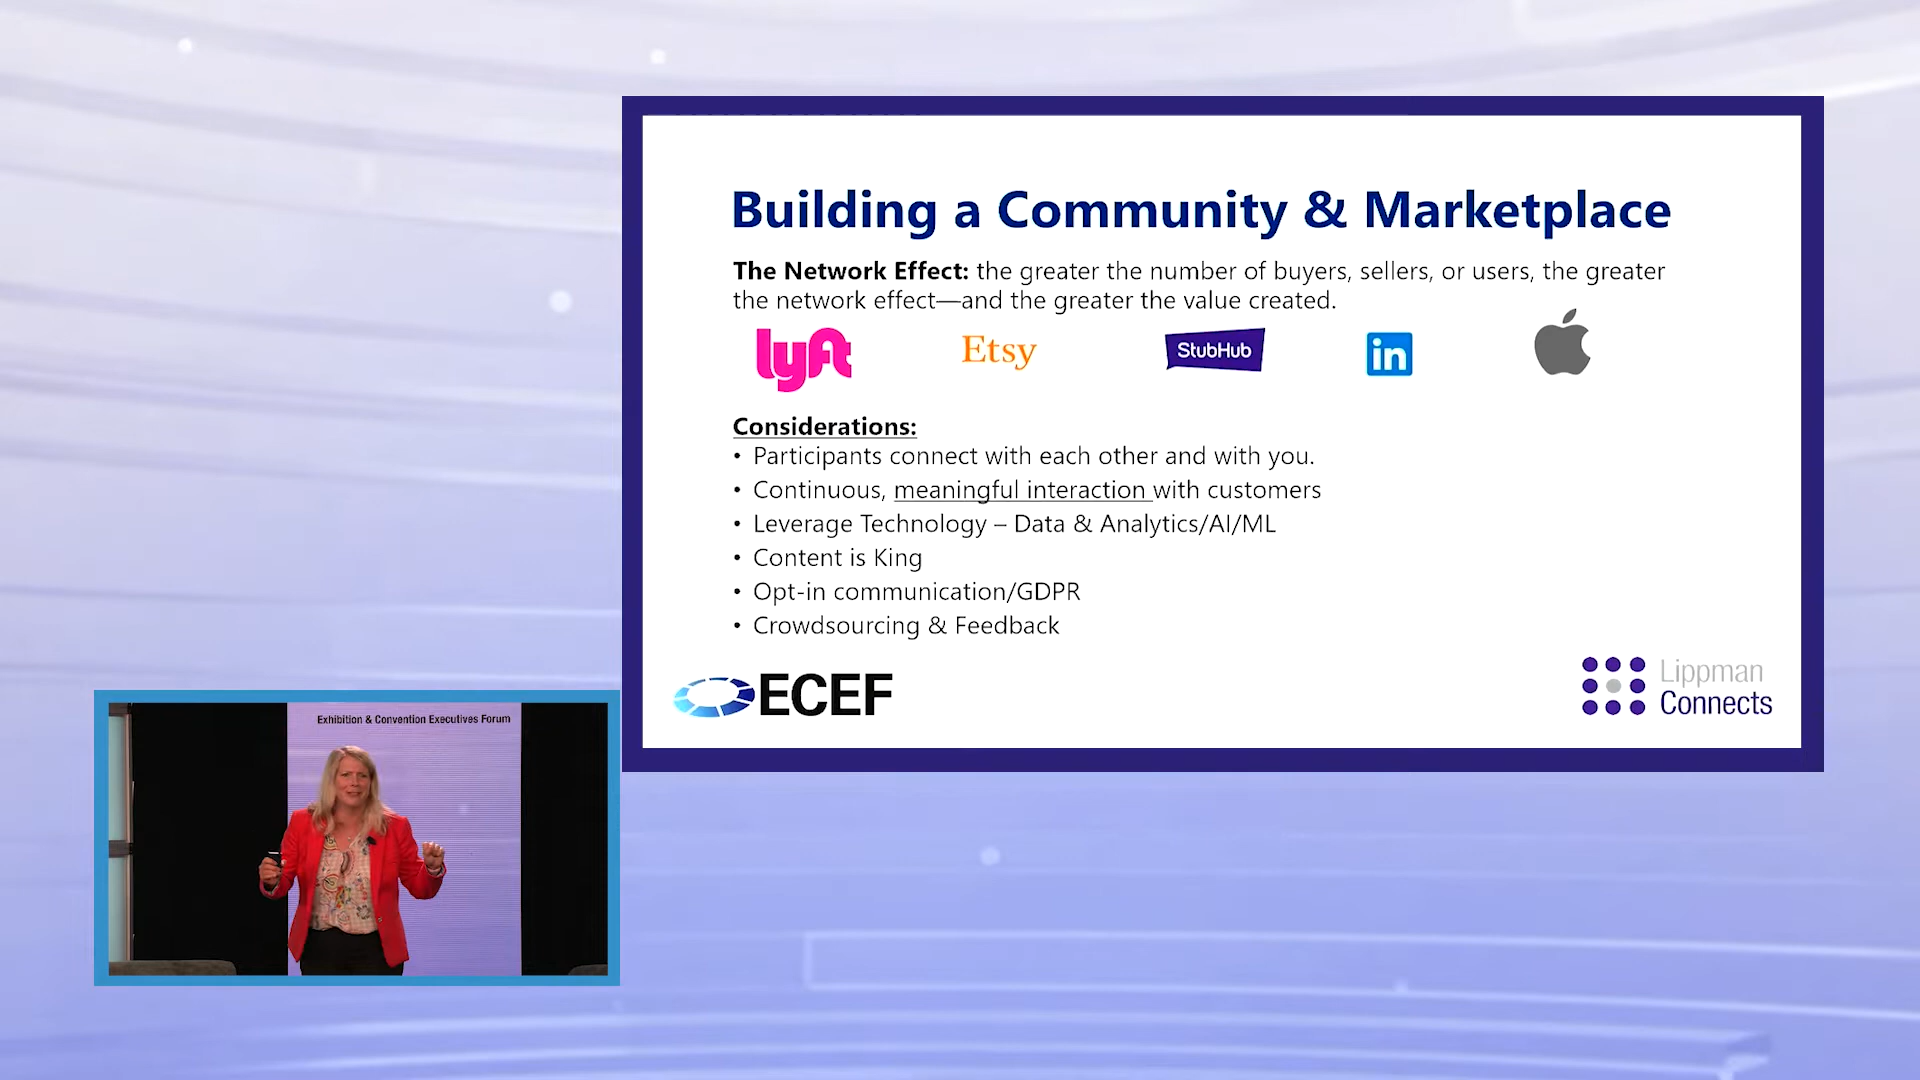 Building a Community & Marketplace
The Network Effect: the greater the number of buyers, sellers, or users, the greater
the network effect—and the greater the value created.
lyft
Etsy
StubHub
in
Considerations:
• Participants connect with each other and with you.
• Continuous, meaningful interaction with customers
• Leverage Technology – Data & Analytics/AI/ML
• Content is King
• Opt-in communication/GDPR
• Crowdsourcing & Feedback
ECEF
Lippman
Connects
Exhibition & Convention Executives Forum